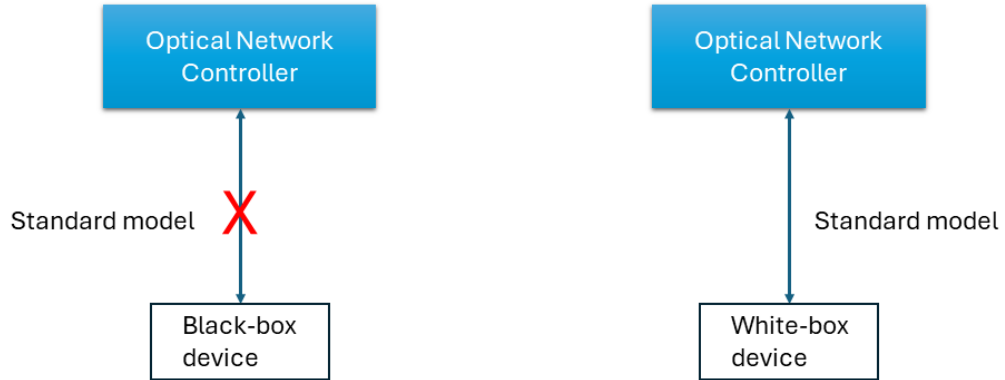 Optical Network
Controller
Standard model
X
Black-box
device
Optical Network
Controller
Standard model
White-box
device